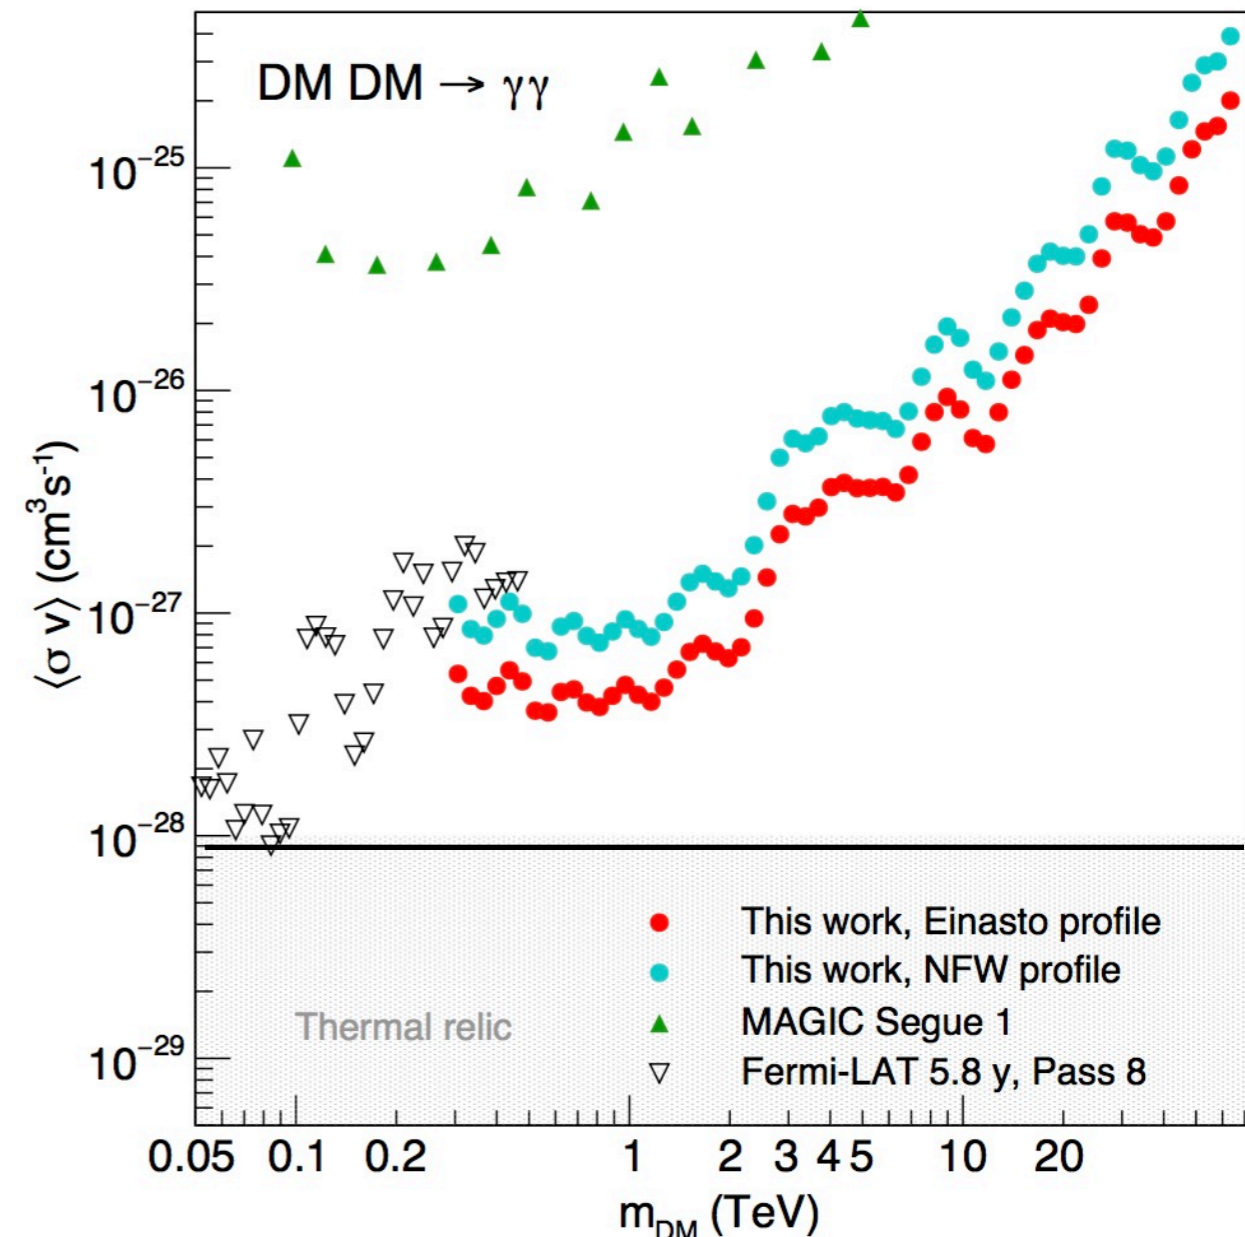 DM DM → γγ
10⁻²⁵
10⁻²⁶
10⁻²⁷
10⁻²⁸
10⁻²⁹
⟨σ v⟩ (cm³s⁻¹)
This work, Einasto profile
This work, NFW profile
MAGIC Segue 1
Fermi-LAT 5.8 y, Pass 8
Thermal relic
0.05 0.1 0.2 1 2 3 4 5 10 20
m_DM (TeV)